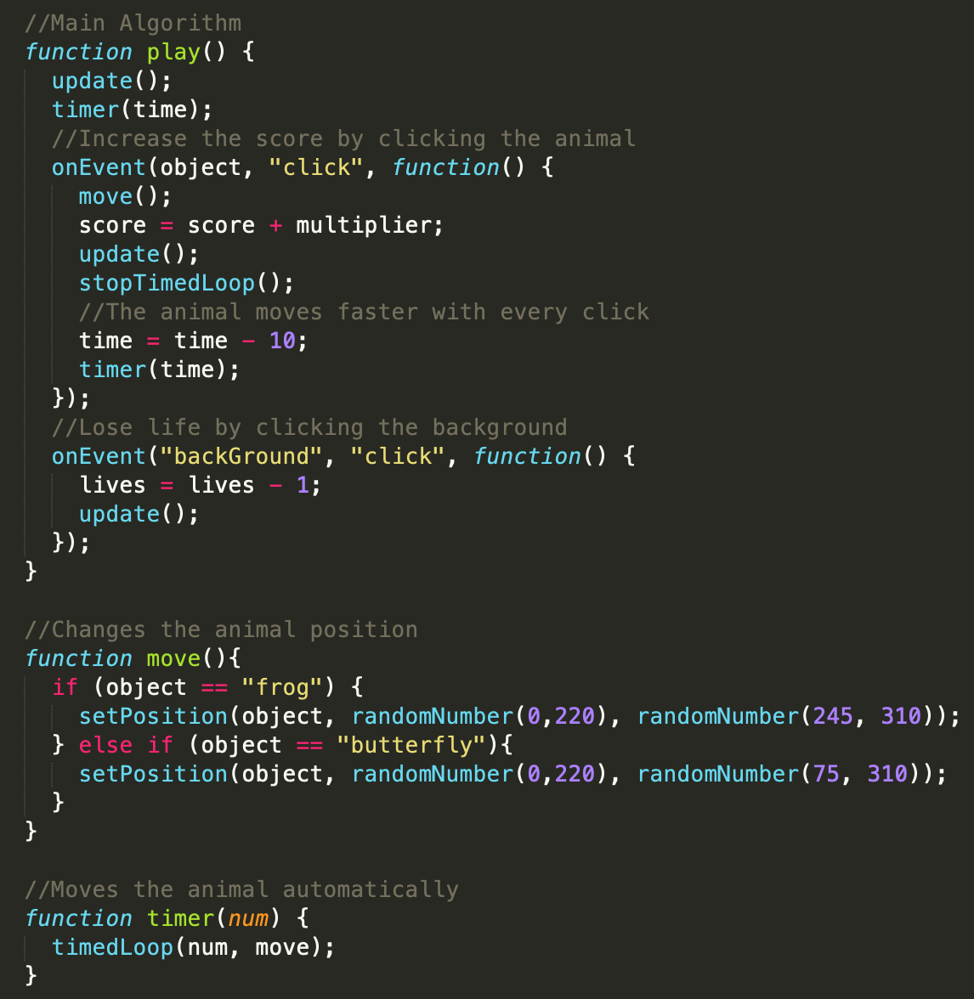 //Main Algorithm
function play() {
  update();
  timer(time);
  //Increase the score by clicking the animal
  onEvent(object, "click", function() {
    move();
    score = score + multiplier;
    update();
    stopTimedLoop();
    //The animal moves faster with every click
    time = time - 10;
    timer(time);
  });
  //Lose life by clicking the background
  onEvent("backGround", "click", function() {
    lives = lives - 1;
    update();
  });
}

//Changes the animal position
function move(){
  if (object == "frog") {
    setPosition(object, randomNumber(0,220), randomNumber(245, 310));
  } else if (object == "butterfly"){
    setPosition(object, randomNumber(0,220), randomNumber(75, 310));
  }
}

//Moves the animal automatically
function timer(num) {
  timedLoop(num, move);
}